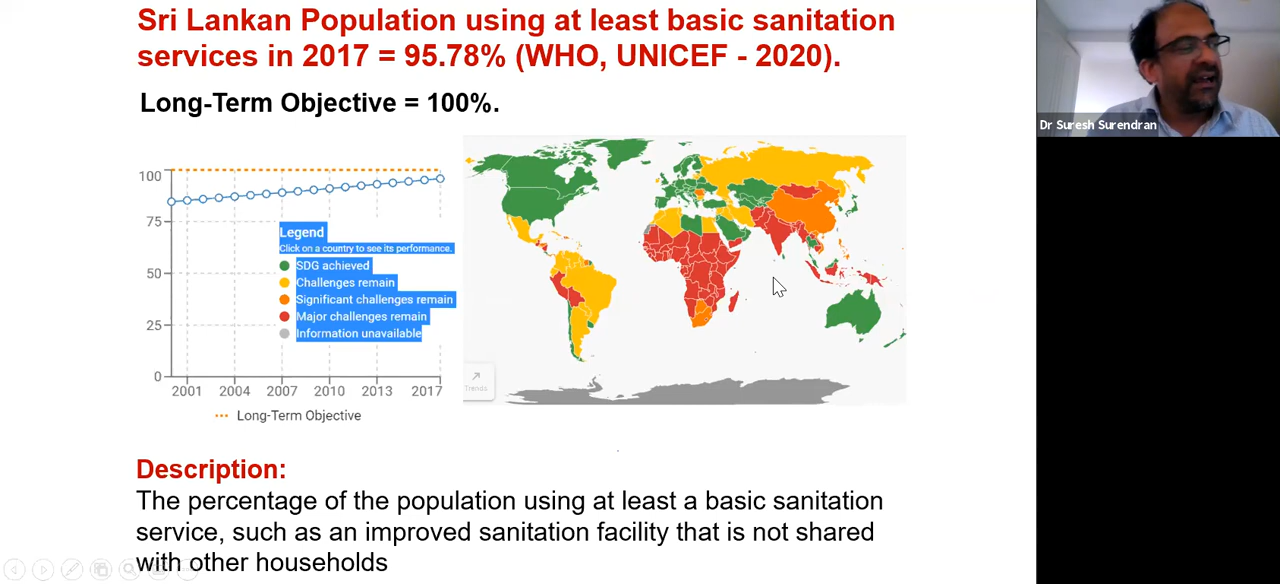 Sri Lankan Population using at least basic sanitation
services in 2017 = 95.78% (WHO, UNICEF - 2020).
Long-Term Objective = 100%.
Dr Suresh Surendran
100
75
50
25
0
Legend
Click on a country to see its performance.
SDG achieved
Challenges remain
Significant challenges remain
Major challenges remain
Information unavailable
2001 2004 2007 2010 2013 2017
Long-Term Objective
Trends
Description:
The percentage of the population using at least a basic sanitation
service, such as an improved sanitation facility that is not shared
with other households